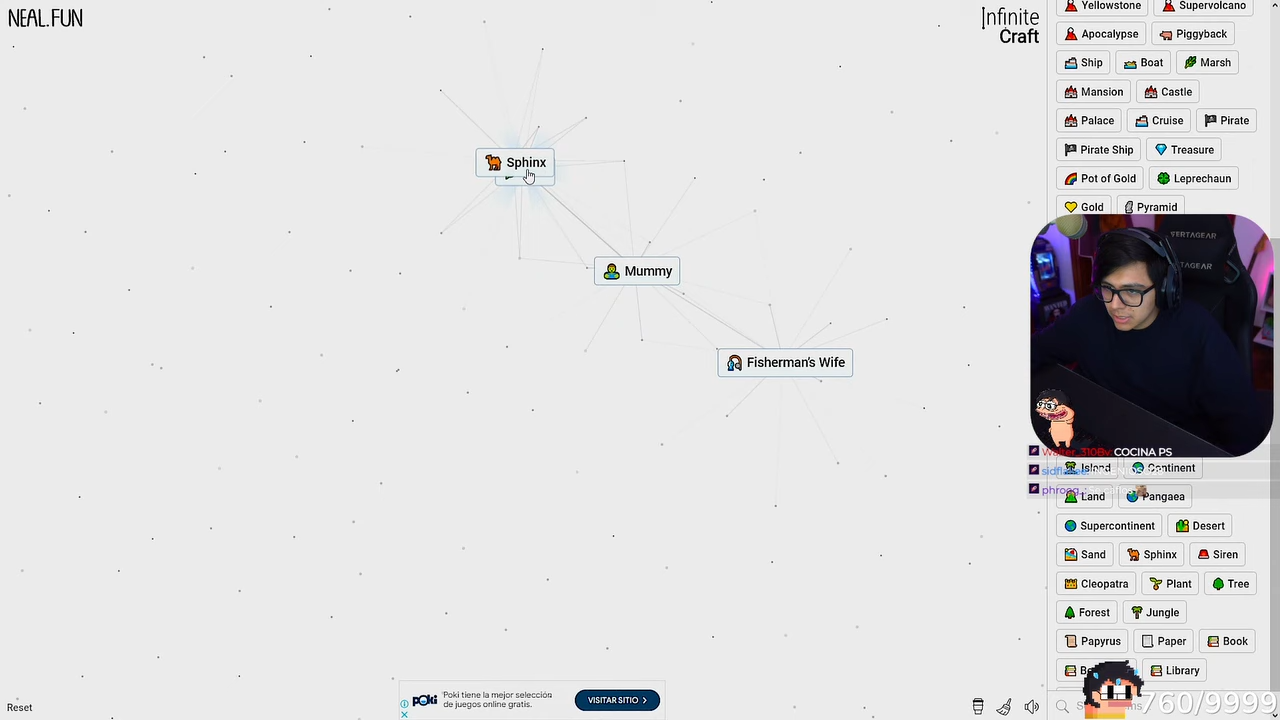 NEAL.FUN
Infinite
Craft
Yellowstone
Supervolcano
Apocalypse
Piggyback
Ship
Boat
Marsh
Mansion
Castle
Palace
Cruise
Pirate
Pirate Ship
Treasure
Pot of Gold
Leprechaun
Gold
Pyramid
Sphinx
Mummy
Fisherman's Wife
VERTAGEAR
COCINA PS
Island
Continent
Land
Pangaea
Supercontinent
Desert
Sand
Sphinx
Siren
Cleopatra
Plant
Tree
Forest
Jungle
Papyrus
Paper
Book
Library
Poki tiene la mejor selección
de juegos online gratis.
poki
VISITAR SITIO
Reset
760/9999